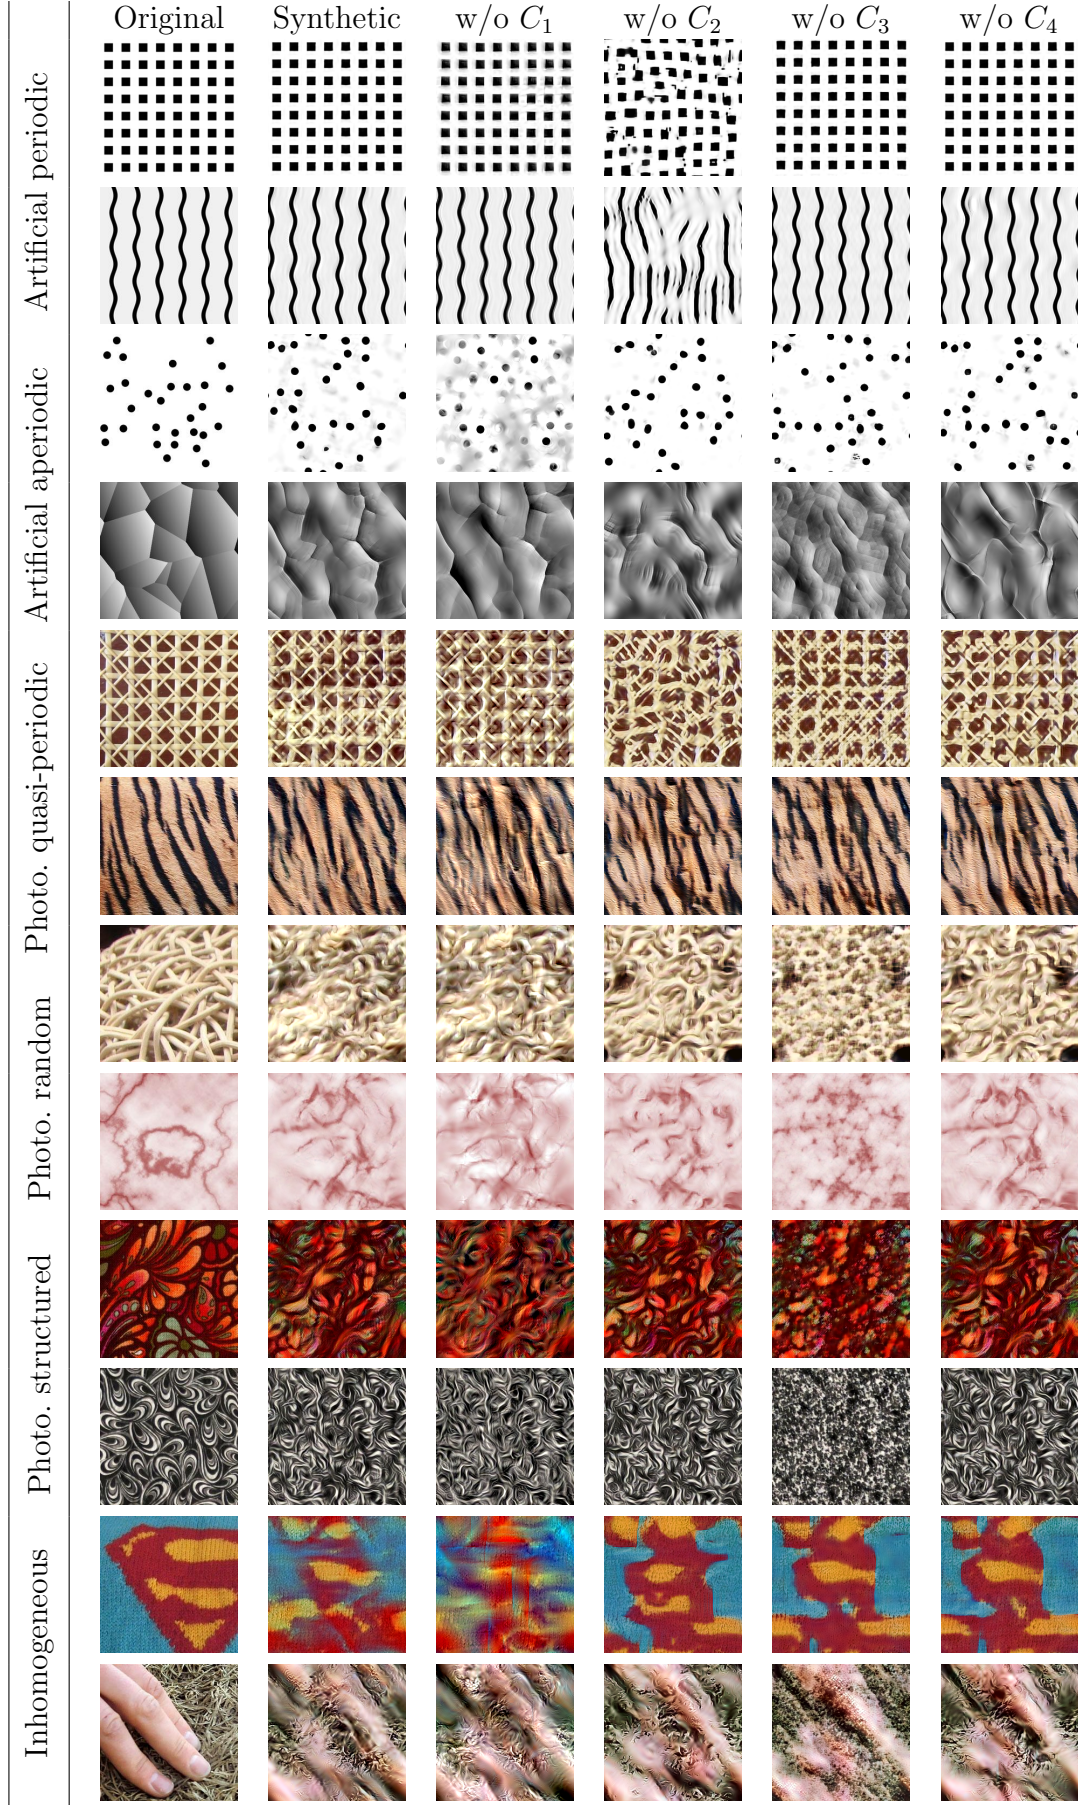 Original Synthetic w/o C₁ w/o C₂ w/o C₃ w/o C₄
Artificial periodic
Artificial aperiodic
Photo. quasi-periodic
Photo. random
Photo. structured
Inhomogeneous